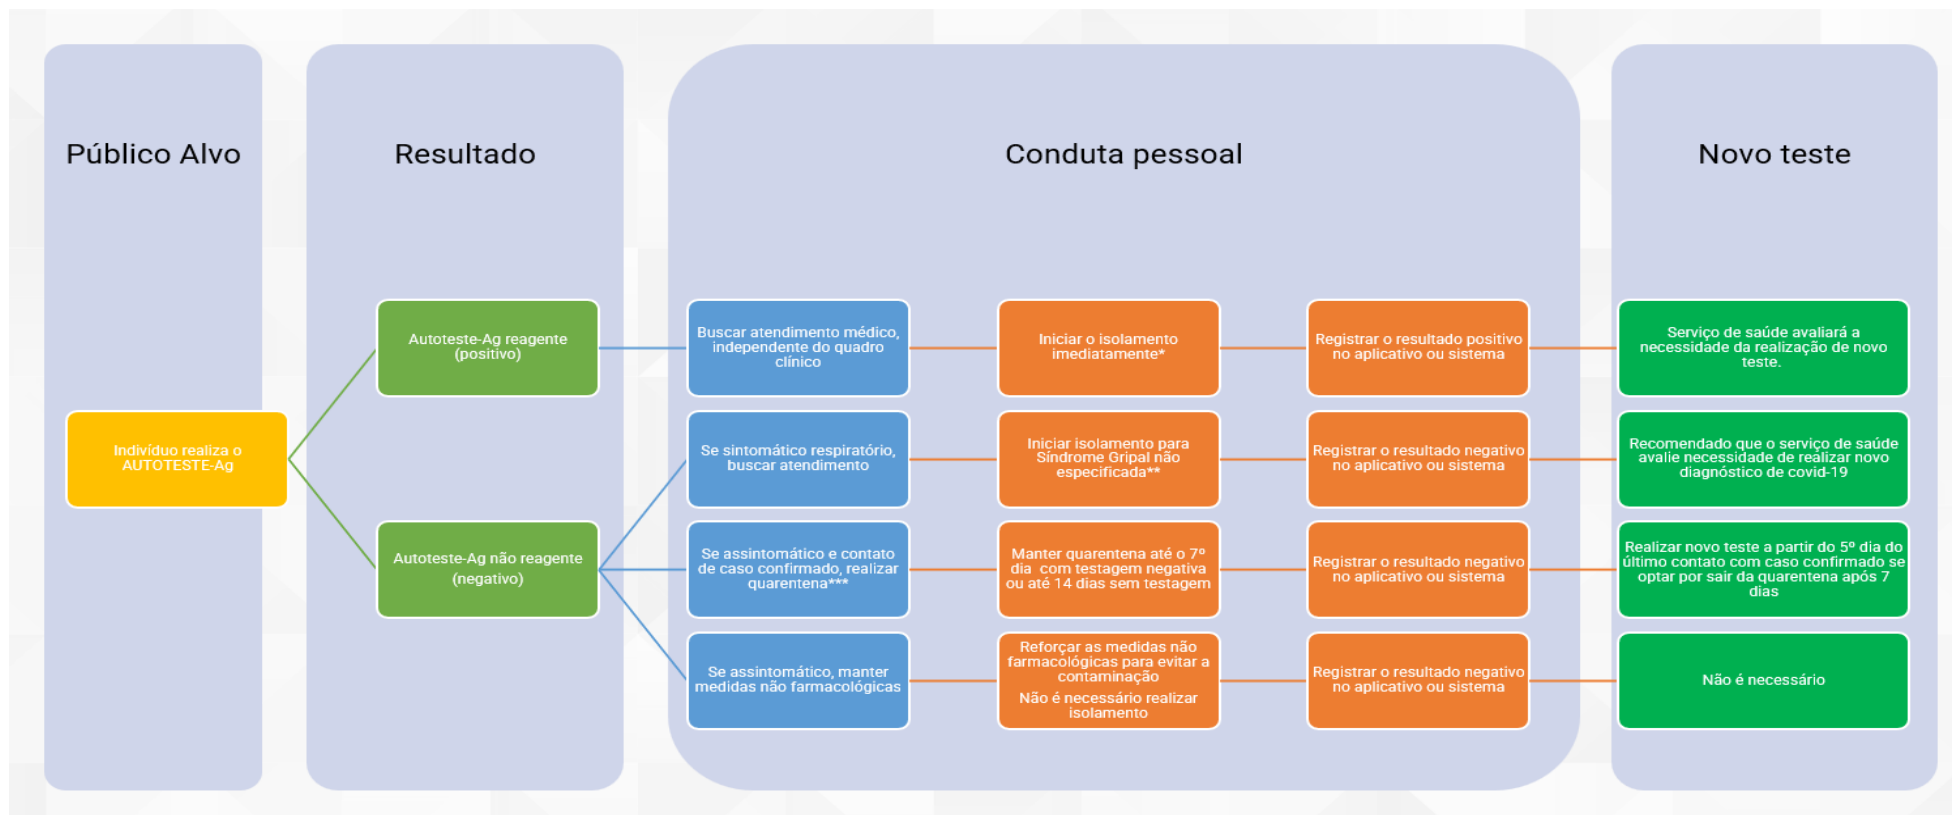 Público Alvo
Resultado
Conduta pessoal
Novo teste
Indivíduo realiza o
AUTOTESTE-Ag
Autoteste-Ag reagente
(positivo)
Buscar atendimento médico,
independente do quadro
clínico
Iniciar o isolamento
imediatamente*
Registrar o resultado positivo
no aplicativo ou sistema
Serviço de saúde avaliará a
necessidade da realização de novo
teste.
Autoteste-Ag não reagente
(negativo)
Se sintomático respiratório,
buscar atendimento
Iniciar isolamento para
Síndrome Gripal não
especificada**
Registrar o resultado negativo
no aplicativo ou sistema
Recomendado que o serviço de saúde
avalie necessidade de realizar novo
diagnóstico de covid-19
Se assintomático e contato
de caso confirmado, realizar
quarentena***
Manter quarentena até o 7º
dia com testagem negativa
ou até 14 dias sem testagem
Registrar o resultado negativo
no aplicativo ou sistema
Realizar novo teste a partir do 5º dia do
último contato com caso confirmado se
optar por sair da quarentena após 7
dias
Se assintomático, manter
medidas não farmacológicas
Reforçar as medidas não
farmacológicas para evitar a
contaminação
Não é necessário realizar
isolamento
Registrar o resultado negativo
no aplicativo ou sistema
Não é necessário